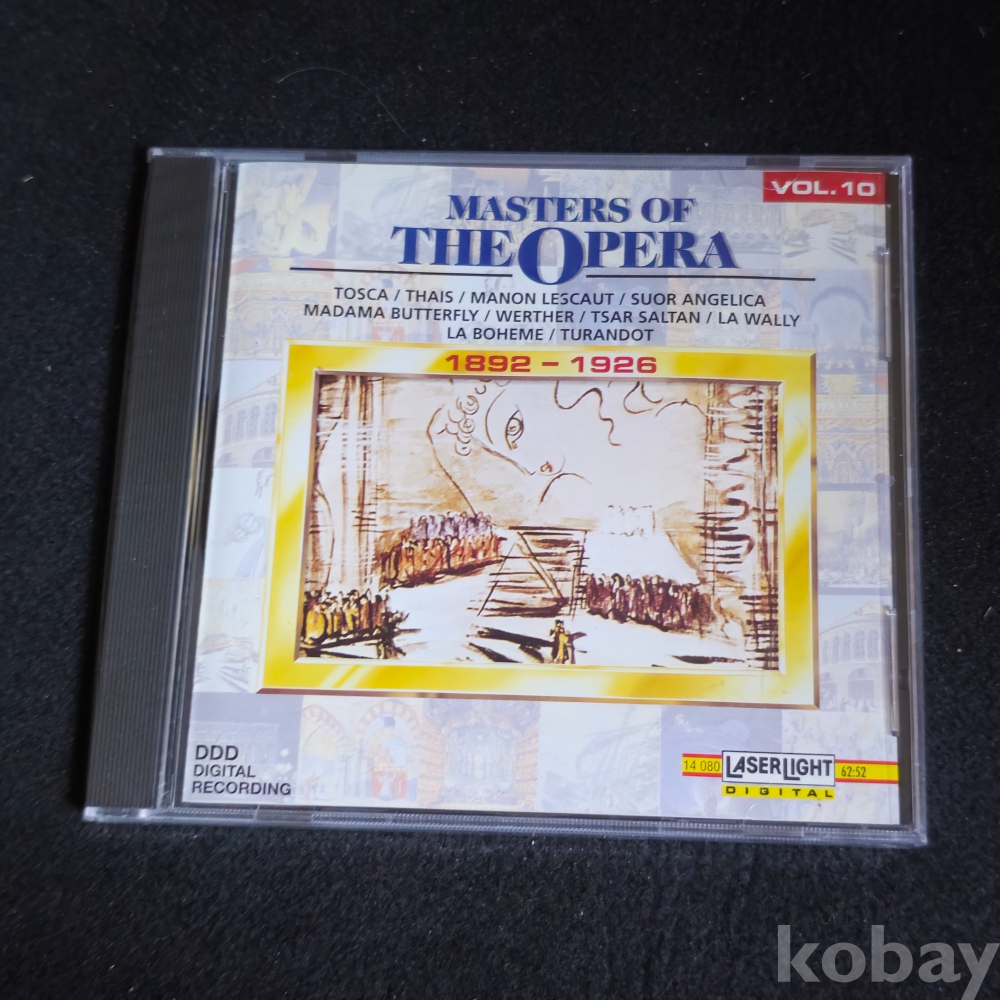 VOL.10
MASTERS OF
THE OPERA
TOSCA / THAIS / MANON LESCAUT / SUOR ANGELICA
MADAMA BUTTERFLY / WERTHER / TSAR SALTAN / LA WALLY
LA BOHEME / TURANDOT
1892 - 1926
DDD
DIGITAL
RECORDING
14 080 LASERLIGHT 62:52
DIGITAL
kobay